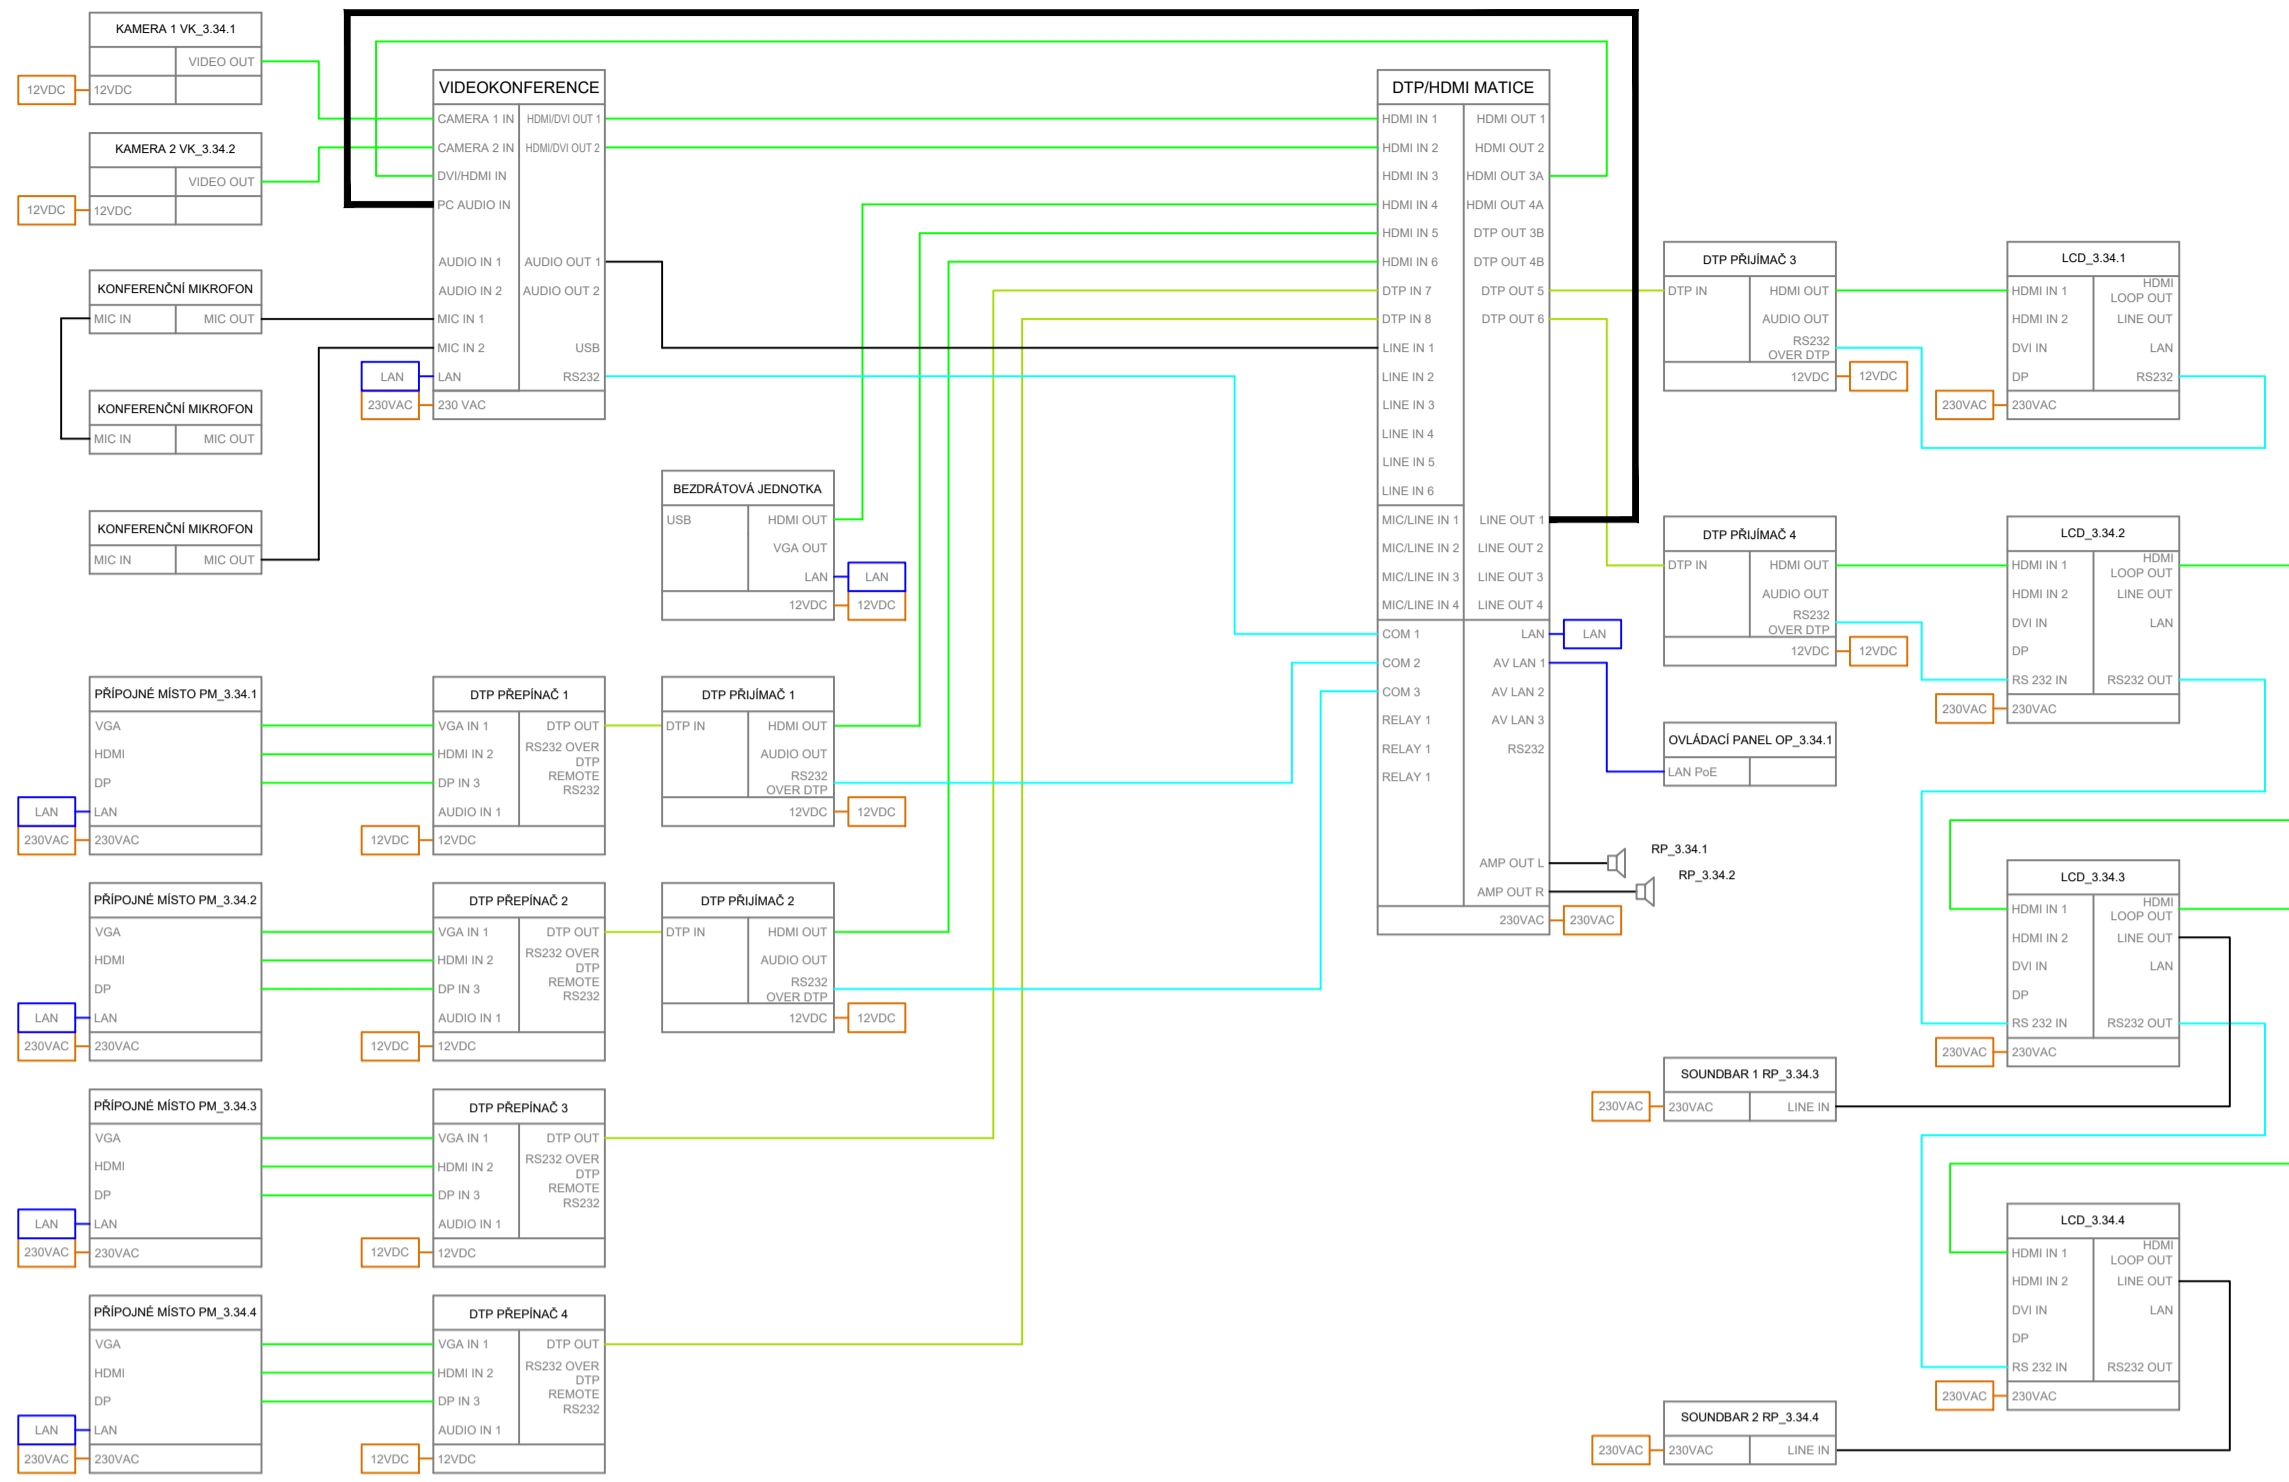 KAMERA 1 VK_3.34.1
VIDEO OUT
12VDC
12VDC
KAMERA 2 VK_3.34.2
VIDEO OUT
12VDC
12VDC
KONFERENČNÍ MIKROFON
MIC IN
MIC OUT
KONFERENČNÍ MIKROFON
MIC IN
MIC OUT
KONFERENČNÍ MIKROFON
MIC IN
MIC OUT
VIDEOKONFERENCE
CAMERA 1 IN
HDMI/DVI OUT 1
CAMERA 2 IN
HDMI/DVI OUT 2
DVI/HDMI IN
PC AUDIO IN
AUDIO IN 1
AUDIO OUT 1
AUDIO IN 2
AUDIO OUT 2
MIC IN 1
MIC IN 2
USB
LAN
LAN
RS232
230VAC
230 VAC
BEZDRÁTOVÁ JEDNOTKA
USB
HDMI OUT
VGA OUT
LAN
LAN
12VDC
12VDC
PŘÍPOJNÉ MÍSTO PM_3.34.1
VGA
HDMI
DP
LAN
LAN
230VAC
230VAC
DTP PŘEPÍNAČ 1
VGA IN 1
DTP OUT
HDMI IN 2
RS232 OVER
DTP
DP IN 3
REMOTE
RS232
AUDIO IN 1
12VDC
12VDC
DTP PŘIJÍMAČ 1
DTP IN
HDMI OUT
AUDIO OUT
RS232
OVER DTP
12VDC
12VDC
PŘÍPOJNÉ MÍSTO PM_3.34.2
VGA
HDMI
DP
LAN
LAN
230VAC
230VAC
DTP PŘEPÍNAČ 2
VGA IN 1
DTP OUT
HDMI IN 2
RS232 OVER
DTP
DP IN 3
REMOTE
RS232
AUDIO IN 1
12VDC
12VDC
DTP PŘIJÍMAČ 2
DTP IN
HDMI OUT
AUDIO OUT
RS232
OVER DTP
12VDC
12VDC
PŘÍPOJNÉ MÍSTO PM_3.34.3
VGA
HDMI
DP
LAN
LAN
230VAC
230VAC
DTP PŘEPÍNAČ 3
VGA IN 1
DTP OUT
HDMI IN 2
RS232 OVER
DTP
DP IN 3
REMOTE
RS232
AUDIO IN 1
12VDC
12VDC
PŘÍPOJNÉ MÍSTO PM_3.34.4
VGA
HDMI
DP
LAN
LAN
230VAC
230VAC
DTP PŘEPÍNAČ 4
VGA IN 1
DTP OUT
HDMI IN 2
RS232 OVER
DTP
DP IN 3
REMOTE
RS232
AUDIO IN 1
12VDC
12VDC
DTP/HDMI MATICE
HDMI IN 1
HDMI OUT 1
HDMI IN 2
HDMI OUT 2
HDMI IN 3
HDMI OUT 3A
HDMI IN 4
HDMI OUT 4A
HDMI IN 5
DTP OUT 3B
HDMI IN 6
DTP OUT 4B
DTP IN 7
DTP OUT 5
DTP IN 8
DTP OUT 6
LINE IN 1
LINE IN 2
LINE IN 3
LINE IN 4
LINE IN 5
LINE IN 6
MIC/LINE IN 1
LINE OUT 1
MIC/LINE IN 2
LINE OUT 2
MIC/LINE IN 3
LINE OUT 3
MIC/LINE IN 4
LINE OUT 4
COM 1
LAN
LAN
COM 2
AV LAN 1
COM 3
AV LAN 2
RELAY 1
AV LAN 3
RELAY 1
RS232
RELAY 1
AMP OUT L
RP_3.34.1
AMP OUT R
RP_3.34.2
230VAC
230VAC
DTP PŘIJÍMAČ 3
DTP IN
HDMI OUT
AUDIO OUT
RS232
OVER DTP
12VDC
12VDC
LCD_3.34.1
HDMI IN 1
HDMI
LOOP OUT
HDMI IN 2
LINE OUT
DVI IN
LAN
DP
RS232
230VAC
230VAC
DTP PŘIJÍMAČ 4
DTP IN
HDMI OUT
AUDIO OUT
RS232
OVER DTP
12VDC
12VDC
LCD_3.34.2
HDMI IN 1
HDMI
LOOP OUT
HDMI IN 2
LINE OUT
DVI IN
LAN
DP
RS 232 IN
RS232 OUT
230VAC
230VAC
OVLÁDACÍ PANEL OP_3.34.1
LAN PoE
LCD_3.34.3
HDMI IN 1
HDMI
LOOP OUT
HDMI IN 2
LINE OUT
DVI IN
LAN
DP
RS 232 IN
RS232 OUT
230VAC
230VAC
SOUNDBAR 1 RP_3.34.3
230VAC
230VAC
LINE IN
LCD_3.34.4
HDMI IN 1
HDMI
LOOP OUT
HDMI IN 2
LINE OUT
DVI IN
LAN
DP
RS 232 IN
RS232 OUT
230VAC
230VAC
SOUNDBAR 2 RP_3.34.4
230VAC
230VAC
LINE IN